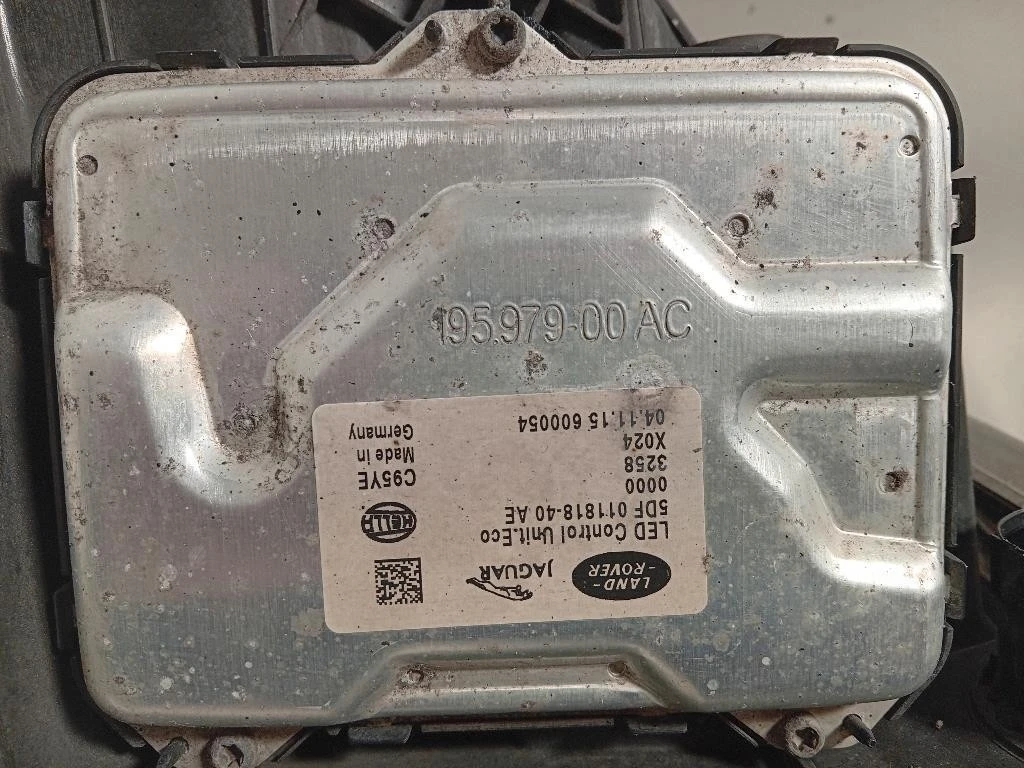 195.979-00 AC
LAND
-ROVER-
JAGUAR
LED Control Unit.Eco
5DF 011818-40 AE
0000
3258
X024
04.11.15 600054
HELLA
C95YE
Made in
Germany